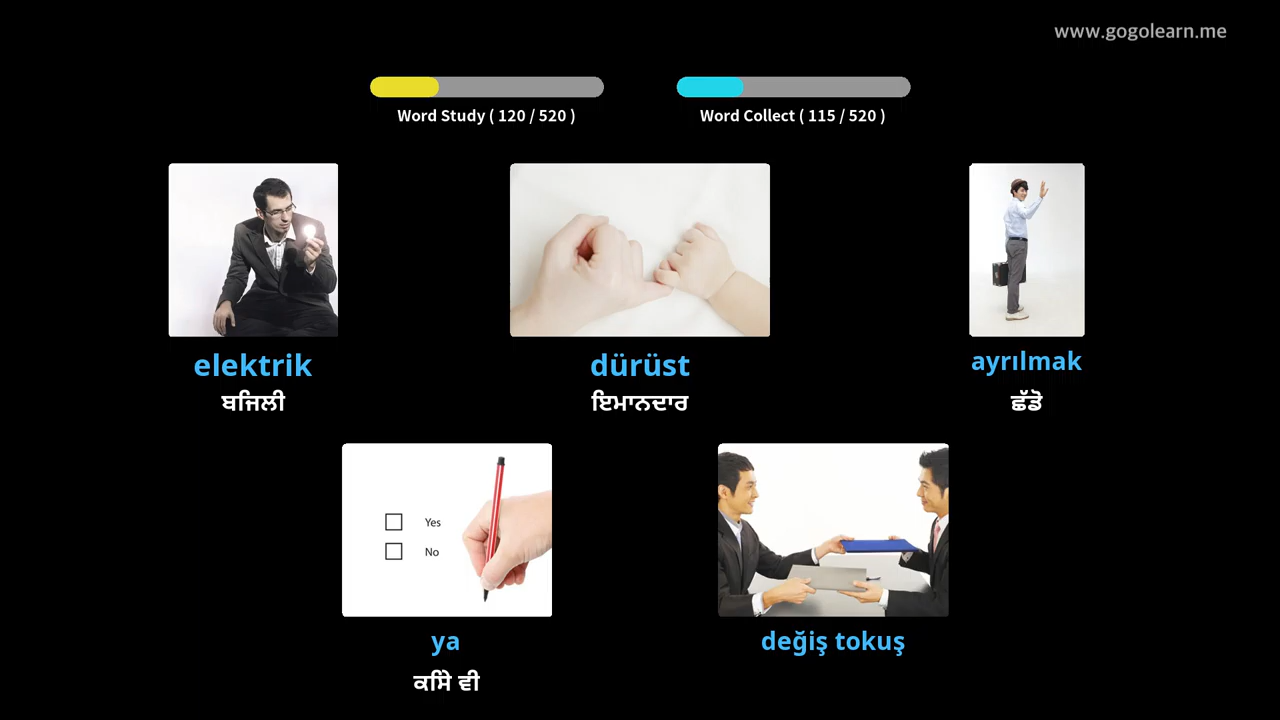 www.gogolearn.me
Word Study ( 120 / 520 )
Word Collect ( 115 / 520 )
elektrik
ਬਜਿਲੀ
dürüst
ਇਮਾਨਦਾਰ
ayrılmak
ਛੱਡੋ
Yes
No
ya
ਕਸਿੇ ਵੀ
değiş tokuş